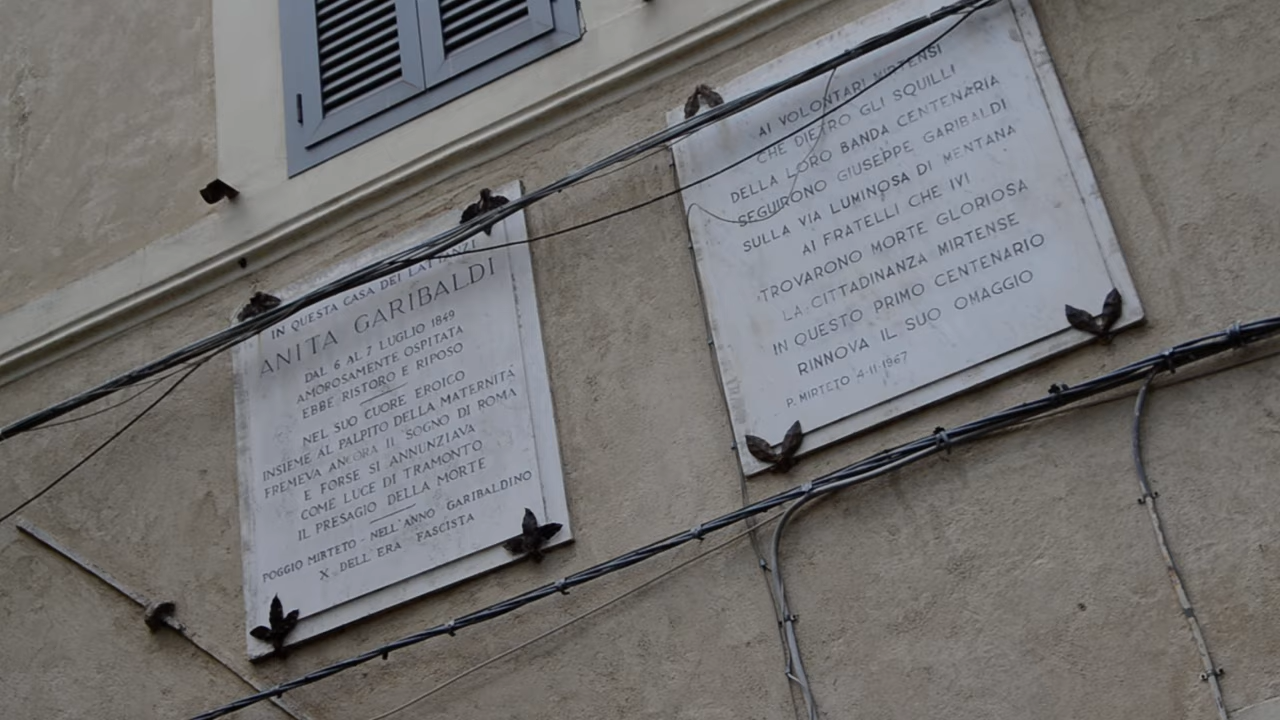 IN QUESTA CASA DEI LATTANZI
ANITA GARIBALDI
DAL 6 AL 7 LUGLIO 1849
AMOROSAMENTE OSPITATA
EBBE RISTORO E RIPOSO
NEL SUO CUORE EROICO
INSIEME AL PALPITO DELLA MATERNITÁ
FREMEVA ANCORA IL SOGNO DI ROMA
E FORSE SI ANNUNZIAVA
COME LUCE DI TRAMONTO
IL PRESAGIO DELLA MORTE
POGGIO MIRTETO - NELL'ANNO GARIBALDINO
X DELL'ERA FASCISTA
AI VOLONTARI MIRTENSI
CHE DIETRO GLI SQUILLI
DELLA LORO BANDA CENTENARIA
SEGUIRONO GIUSEPPE GARIBALDI
SULLA VIA LUMINOSA DI MENTANA
AI FRATELLI CHE IVI
TROVARONO MORTE GLORIOSA
LA CITTADINANZA MIRTENSE
IN QUESTO PRIMO CENTENARIO
RINNOVA IL SUO OMAGGIO
P. MIRTETO 4-11-1967